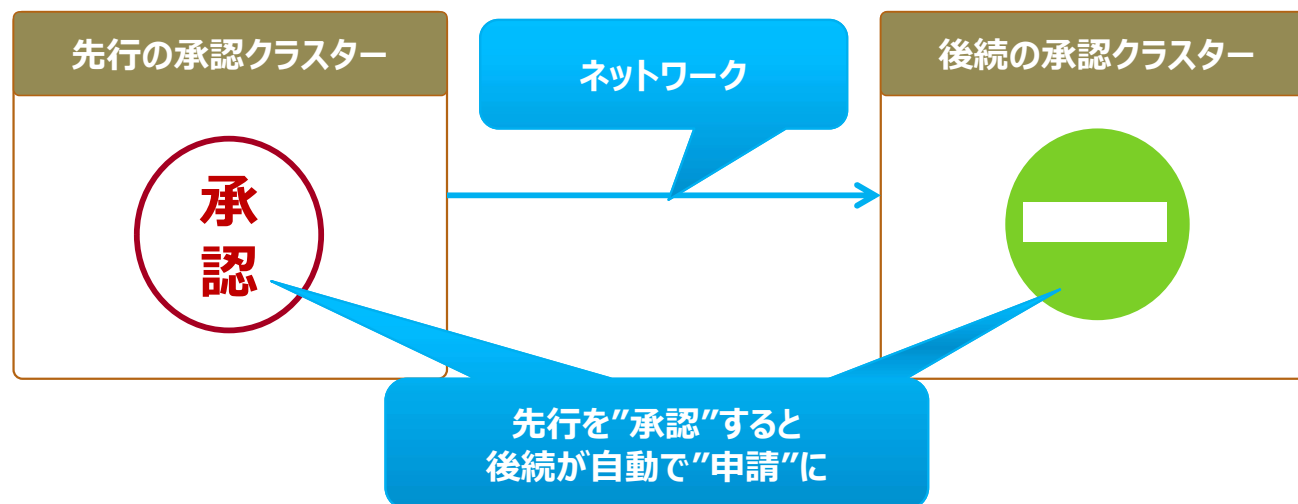 先行の承認クラスター
ネットワーク
後続の承認クラスター
承
認
先行を”承認”すると
後続が自動で”申請”に